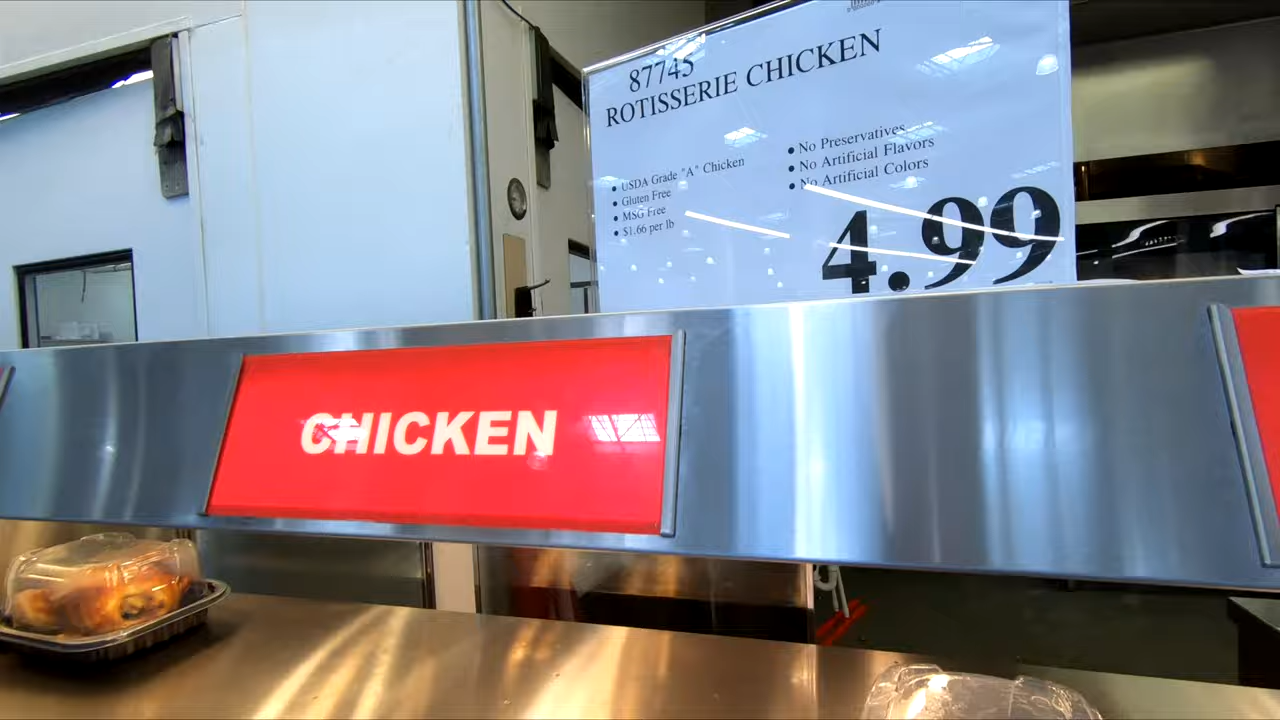 87745
ROTISSERIE CHICKEN
• USDA Grade "A" Chicken
• Gluten Free
• MSG Free
• $1.66 per lb
• No Preservatives
• No Artificial Flavors
• No Artificial Colors
4.99
CHICKEN